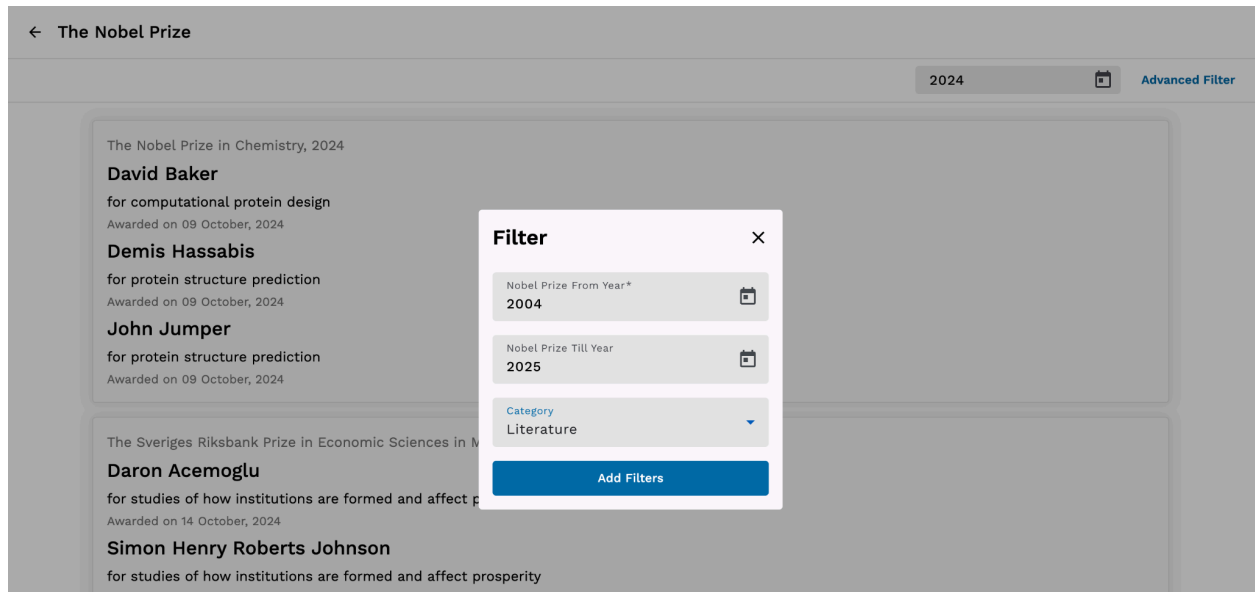 ← The Nobel Prize
2024
Advanced Filter
The Nobel Prize in Chemistry, 2024
David Baker
for computational protein design
Awarded on 09 October, 2024
Demis Hassabis
for protein structure prediction
Awarded on 09 October, 2024
John Jumper
for protein structure prediction
Awarded on 09 October, 2024
The Sveriges Riksbank Prize in Economic Sciences in
Daron Acemoglu
for studies of how institutions are formed and affect
Awarded on 14 October, 2024
Simon Henry Roberts Johnson
for studies of how institutions are formed and affect prosperity
Filter
Nobel Prize From Year*
2004
Nobel Prize Till Year
2025
Category
Literature
Add Filters